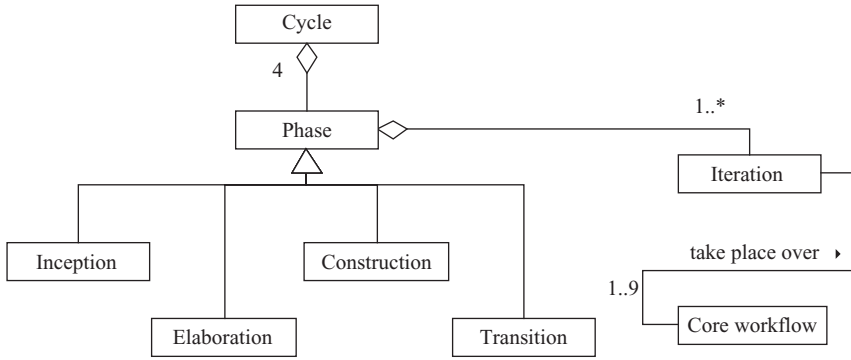 Cycle
4
Phase
1..*
Iteration
Inception
Construction
take place over
1..9
Elaboration
Transition
Core workflow